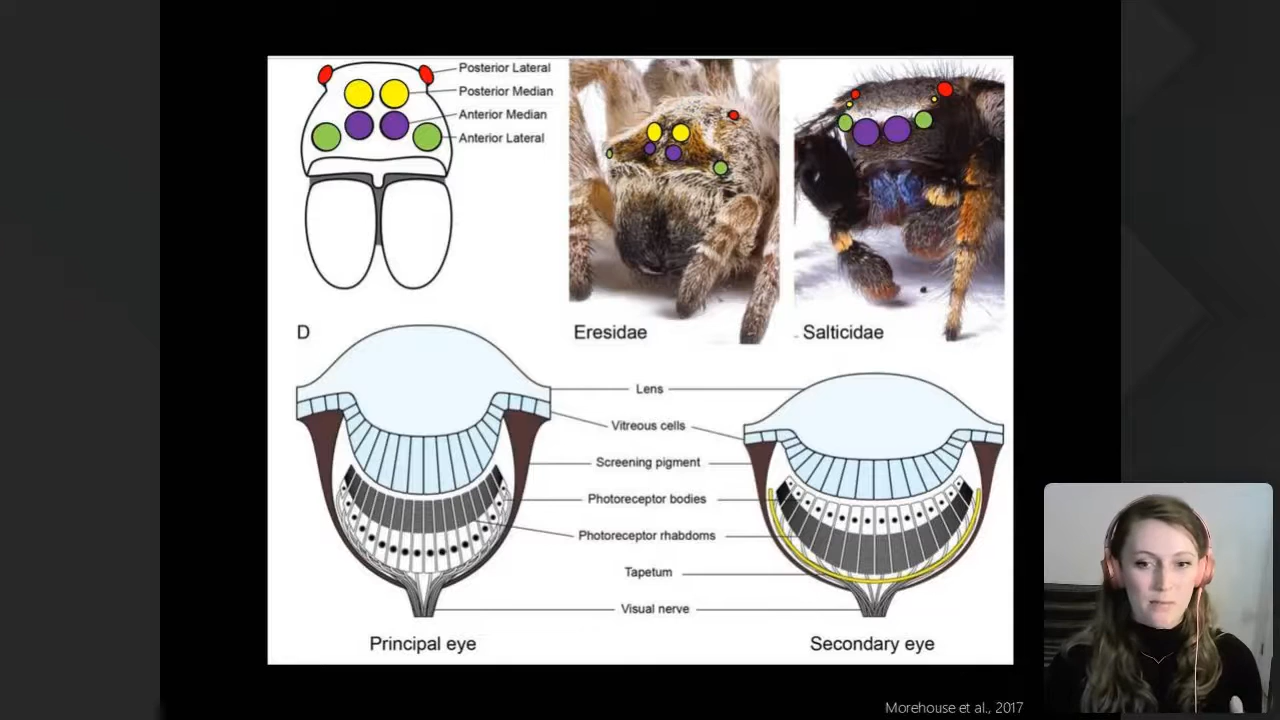 Posterior Lateral
Posterior Median
Anterior Median
Anterior Lateral
D
Eresidae
Salticidae
Lens
Vitreous cells
Screening pigment
Photoreceptor bodies
Photoreceptor rhabdoms
Tapetum
Visual nerve
Principal eye
Secondary eye
Morehouse et al., 2017